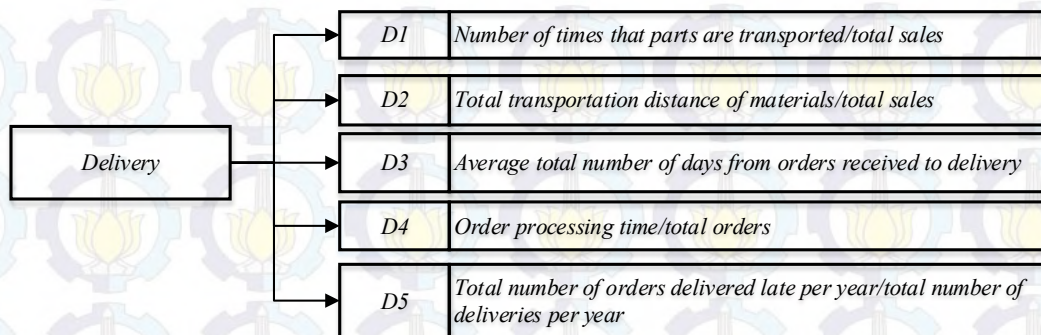 D1 Number of times that parts are transported/total sales
D2 Total transportation distance of materials/total sales
Delivery
D3 Average total number of days from orders received to delivery
D4 Order processing time/total orders
D5 Total number of orders delivered late per year/total number of
deliveries per year